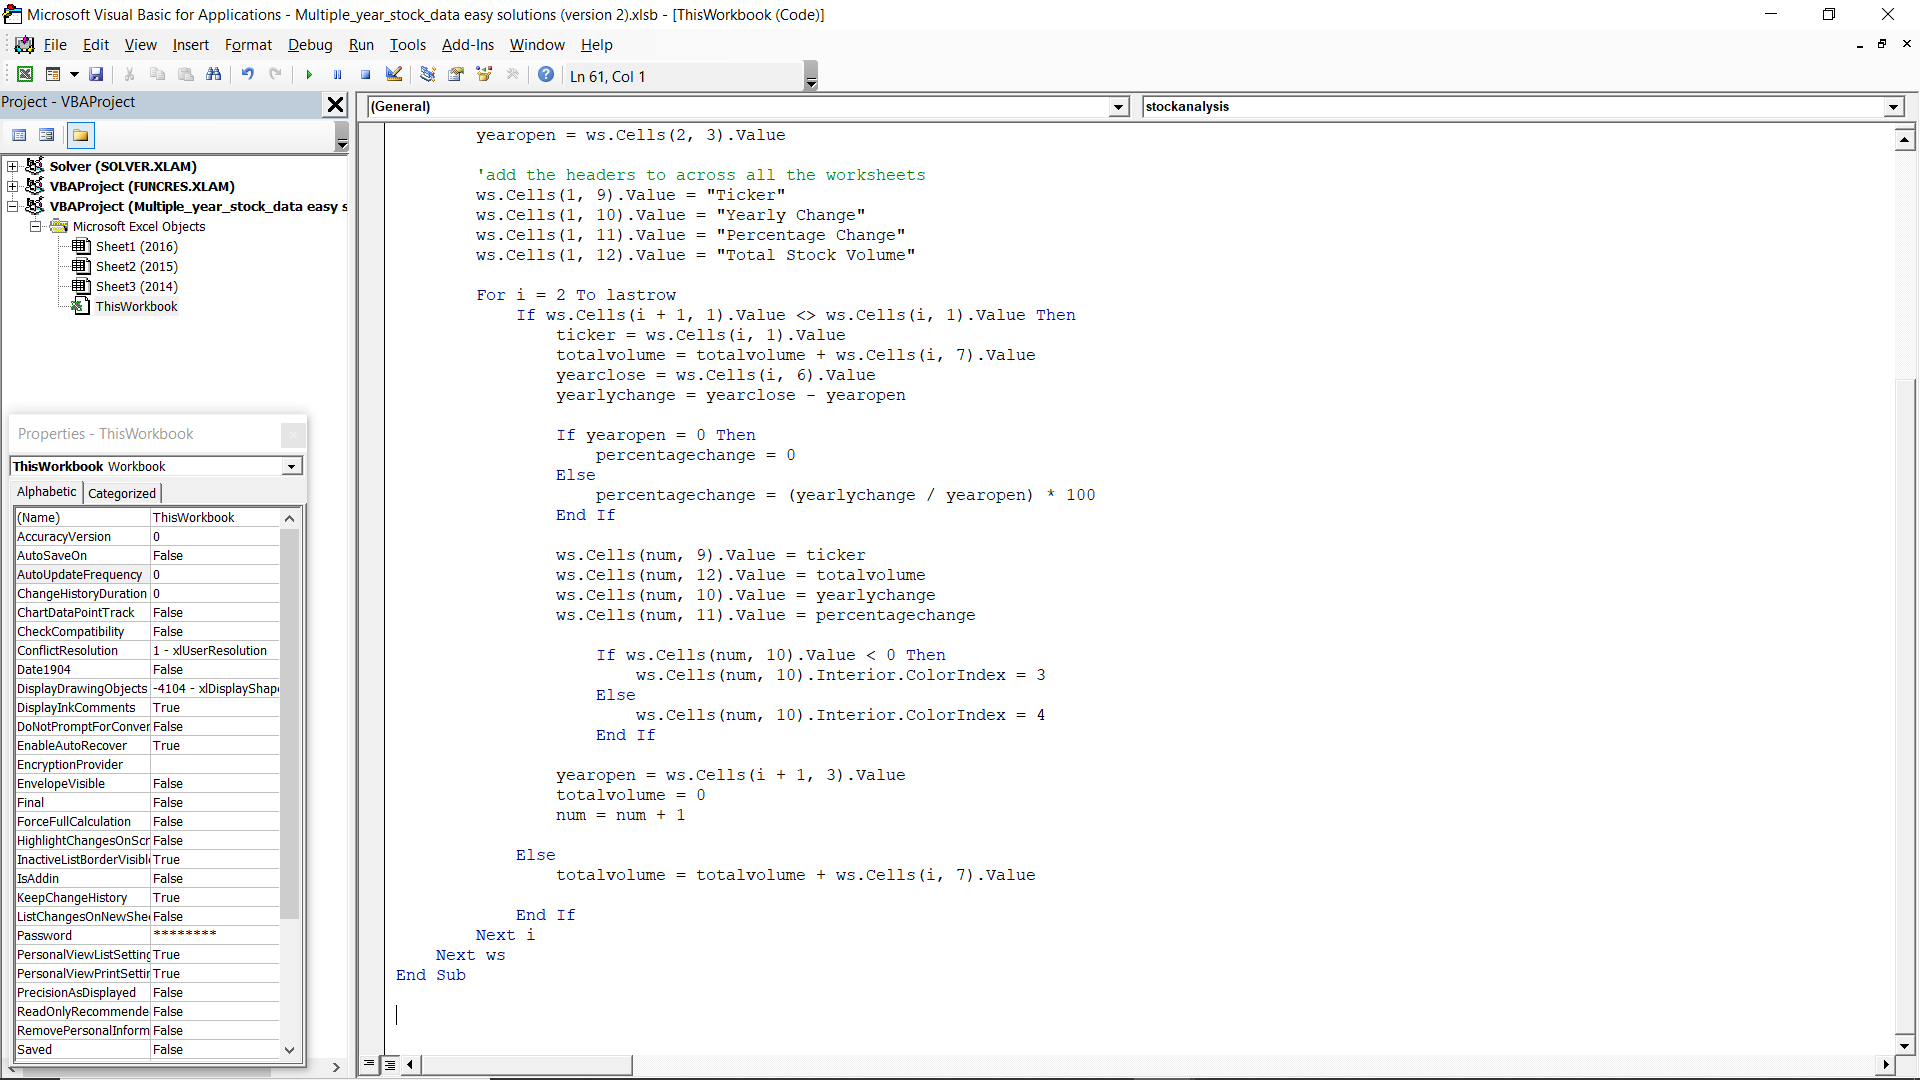 Microsoft Visual Basic for Applications - Multiple_year_stock_data easy solutions (version 2).xlsb - [ThisWorkbook (Code)]
File Edit View Insert Format Debug Run Tools Add-Ins Window Help
Ln 61, Col 1
Project - VBAProject
Solver (SOLVER.XLAM)
VBAProject (FUNCRES.XLAM)
VBAProject (Multiple_year_stock_data easy s
Microsoft Excel Objects
Sheet1 (2016)
Sheet2 (2015)
Sheet3 (2014)
ThisWorkbook
Properties - ThisWorkbook
ThisWorkbook Workbook
Alphabetic Categorized
(Name) ThisWorkbook
AccuracyVersion 0
AutoSaveOn False
AutoUpdateFrequency 0
ChangeHistoryDuration 0
ChartDataPointTrack False
CheckCompatibility False
ConflictResolution 1 - xlUserResolution
Date1904 False
DisplayDrawingObjects -4104 - xlDisplayShap
DisplayInkComments True
DoNotPromptForConver False
EnableAutoRecover True
EncryptionProvider
EnvelopeVisible False
Final False
ForceFullCalculation False
HighlightChangesOnScr False
InactiveListBorderVisibl True
IsAddin False
KeepChangeHistory True
ListChangesOnNewShe False
Password ********
PersonalViewListSetting True
PersonalViewPrintSettin True
PrecisionAsDisplayed False
ReadOnlyRecommende False
RemovePersonalInform False
Saved False
(General) stockanalysis
yearopen = ws.Cells(2, 3).Value
'add the headers to across all the worksheets
ws.Cells(1, 9).Value = "Ticker"
ws.Cells(1, 10).Value = "Yearly Change"
ws.Cells(1, 11).Value = "Percentage Change"
ws.Cells(1, 12).Value = "Total Stock Volume"
For i = 2 To lastrow
If ws.Cells(i + 1, 1).Value <> ws.Cells(i, 1).Value Then
ticker = ws.Cells(i, 1).Value
totalvolume = totalvolume + ws.Cells(i, 7).Value
yearclose = ws.Cells(i, 6).Value
yearlychange = yearclose - yearopen
If yearopen = 0 Then
percentagechange = 0
Else
percentagechange = (yearlychange / yearopen) * 100
End If
ws.Cells(num, 9).Value = ticker
ws.Cells(num, 12).Value = totalvolume
ws.Cells(num, 10).Value = yearlychange
ws.Cells(num, 11).Value = percentagechange
If ws.Cells(num, 10).Value < 0 Then
ws.Cells(num, 10).Interior.ColorIndex = 3
Else
ws.Cells(num, 10).Interior.ColorIndex = 4
End If
yearopen = ws.Cells(i + 1, 3).Value
totalvolume = 0
num = num + 1
Else
totalvolume = totalvolume + ws.Cells(i, 7).Value
End If
Next i
Next ws
End Sub